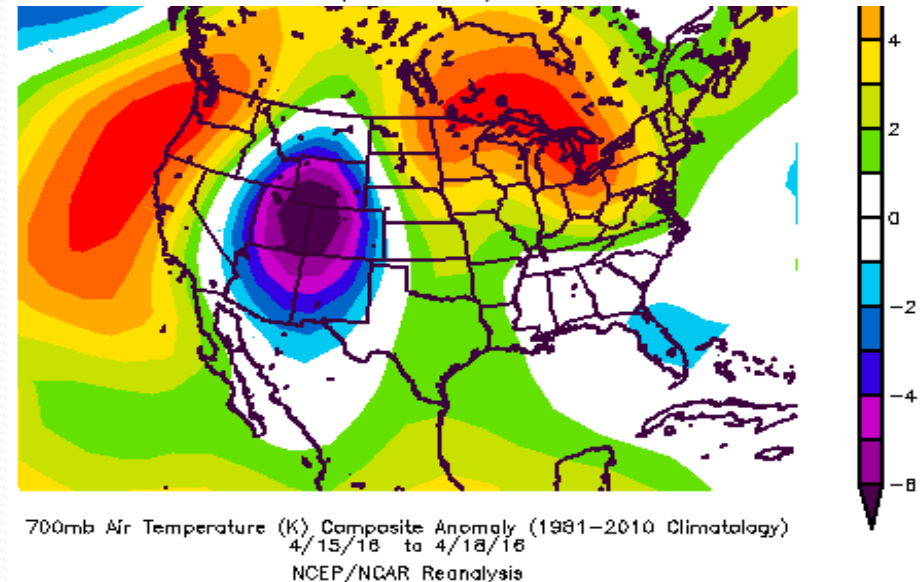 4
2
0
-2
-4
-6
700mb Air Temperature (K) Composite Anomaly (1981-2010 Climatology)
4/15/16 to 4/18/16
NCEP/NCAR Reanalysis